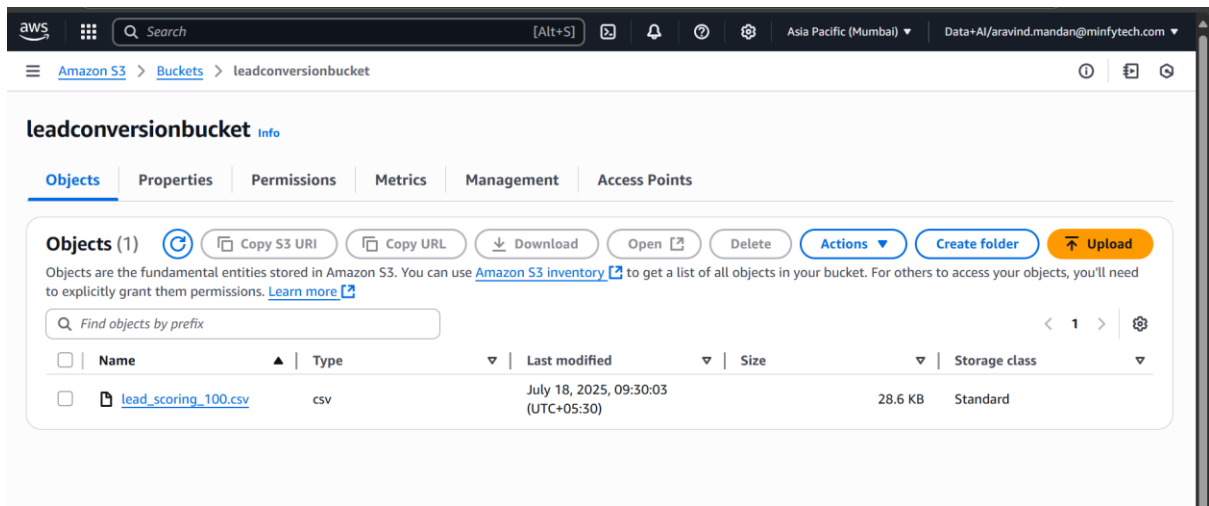 aws
Search [Alt+S] Asia Pacific (Mumbai) ▼ Data+AI/aravind.mandan@minfytech.com ▼
Amazon S3 > Buckets > leadconversionbucket
leadconversionbucket Info
Objects Properties Permissions Metrics Management Access Points
Objects (1) Copy S3 URI Copy URL Download Open Delete Actions ▼ Create folder Upload
Objects are the fundamental entities stored in Amazon S3. You can use Amazon S3 inventory to get a list of all objects in your bucket. For others to access your objects, you'll need
to explicitly grant them permissions. Learn more
Find objects by prefix < 1 >
Name Type Last modified Size Storage class
lead_scoring_100.csv csv July 18, 2025, 09:30:03 28.6 KB Standard
(UTC+05:30)